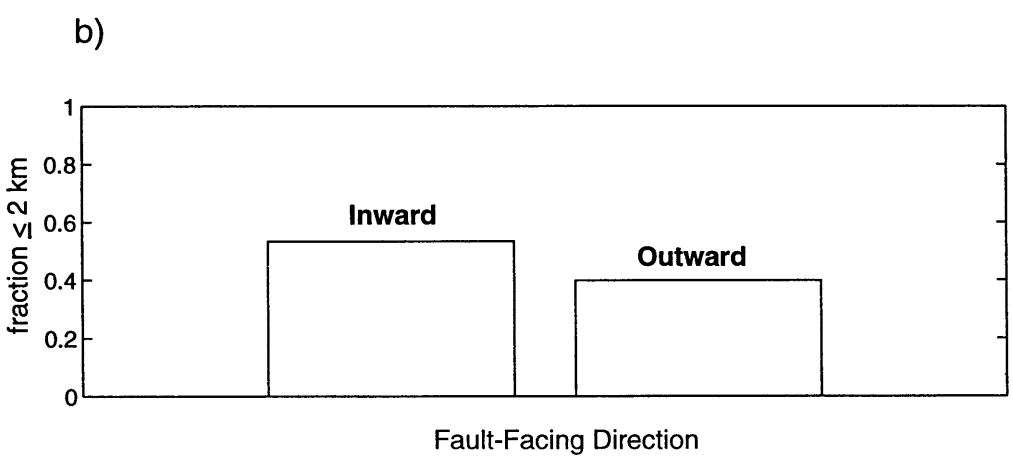 b)
1
0.8
0.6
0.4
0.2
0
fraction ≤ 2 km
Inward
Outward
Fault-Facing Direction